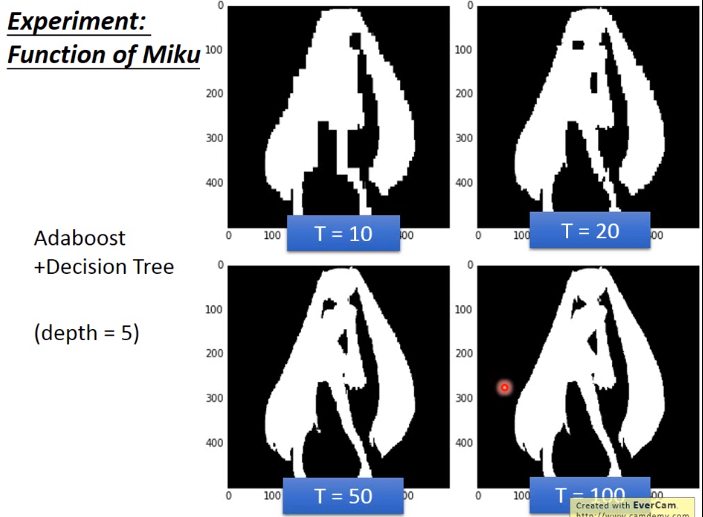 Experiment:
Function of Miku
Adaboost
+Decision Tree
(depth = 5)
0
100
200
300
400
0 100 400
T = 10
0
100
200
300
400
0 100 400
T = 20
0
100
200
300
400
0 100 400
T = 50
0
100
200
300
400
0 100
T = 100
Created with EverCam.
http://www.camdemy.com